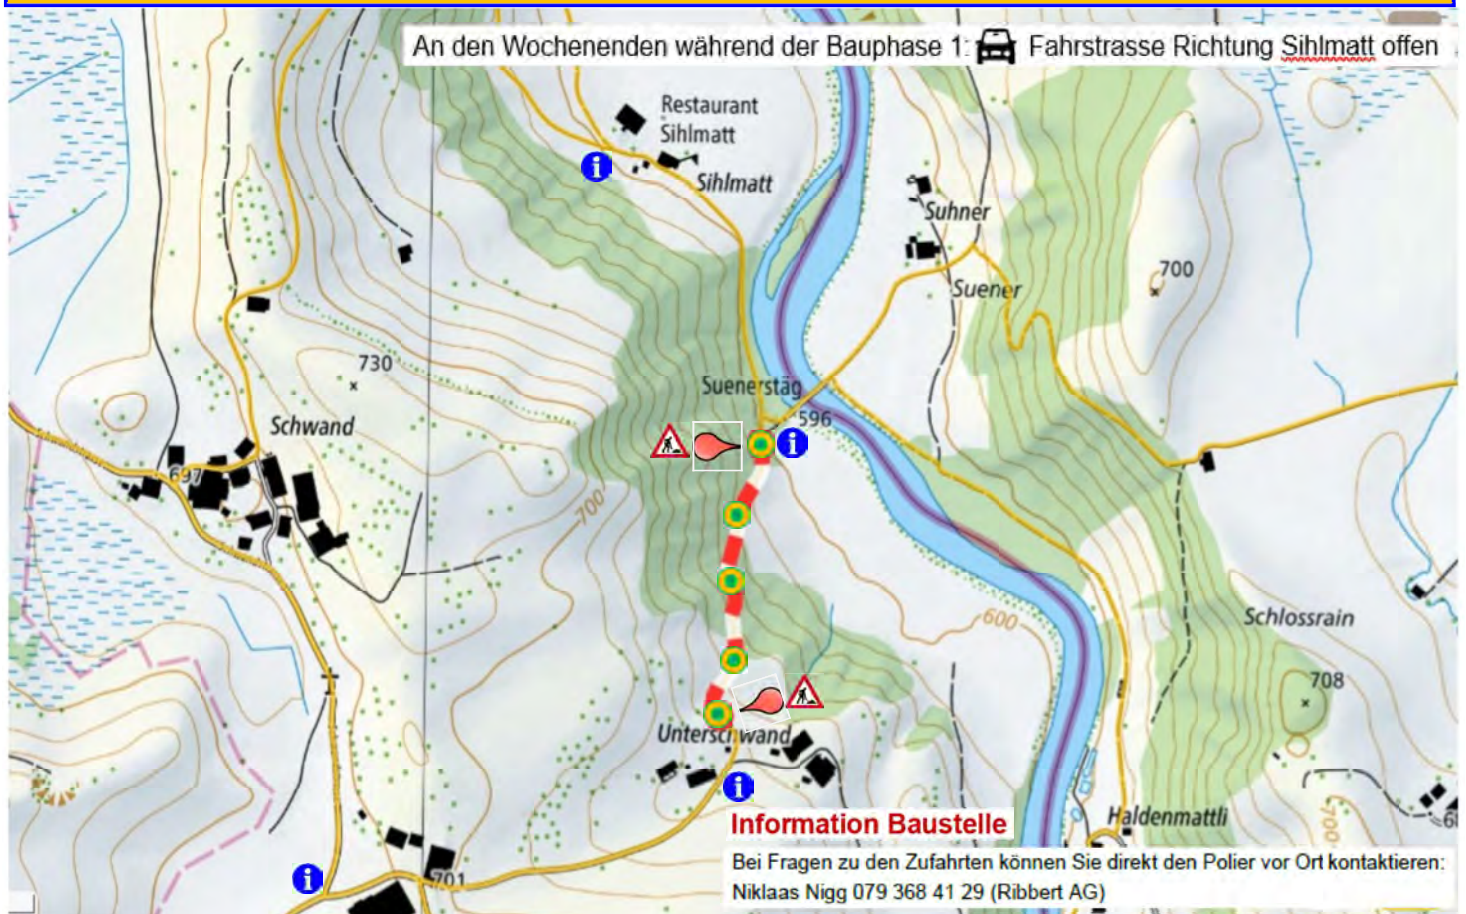 An den Wochenenden während der Bauphase 1: Fahrstrasse Richtung Sihlmatt offen
Restaurant
Sihlmatt
i
Sihlmatt
Suhner
700
Suener
730
Suenerstäg
596
Schwand
i
697
700
600
Schlossrain
708
Unterschwand
i
Information Baustelle
Haldenmattli
700
Bei Fragen zu den Zufahrten können Sie direkt den Polier vor Ort kontaktieren:
Niklaas Nigg 079 368 41 29 (Ribbert AG)
i
701